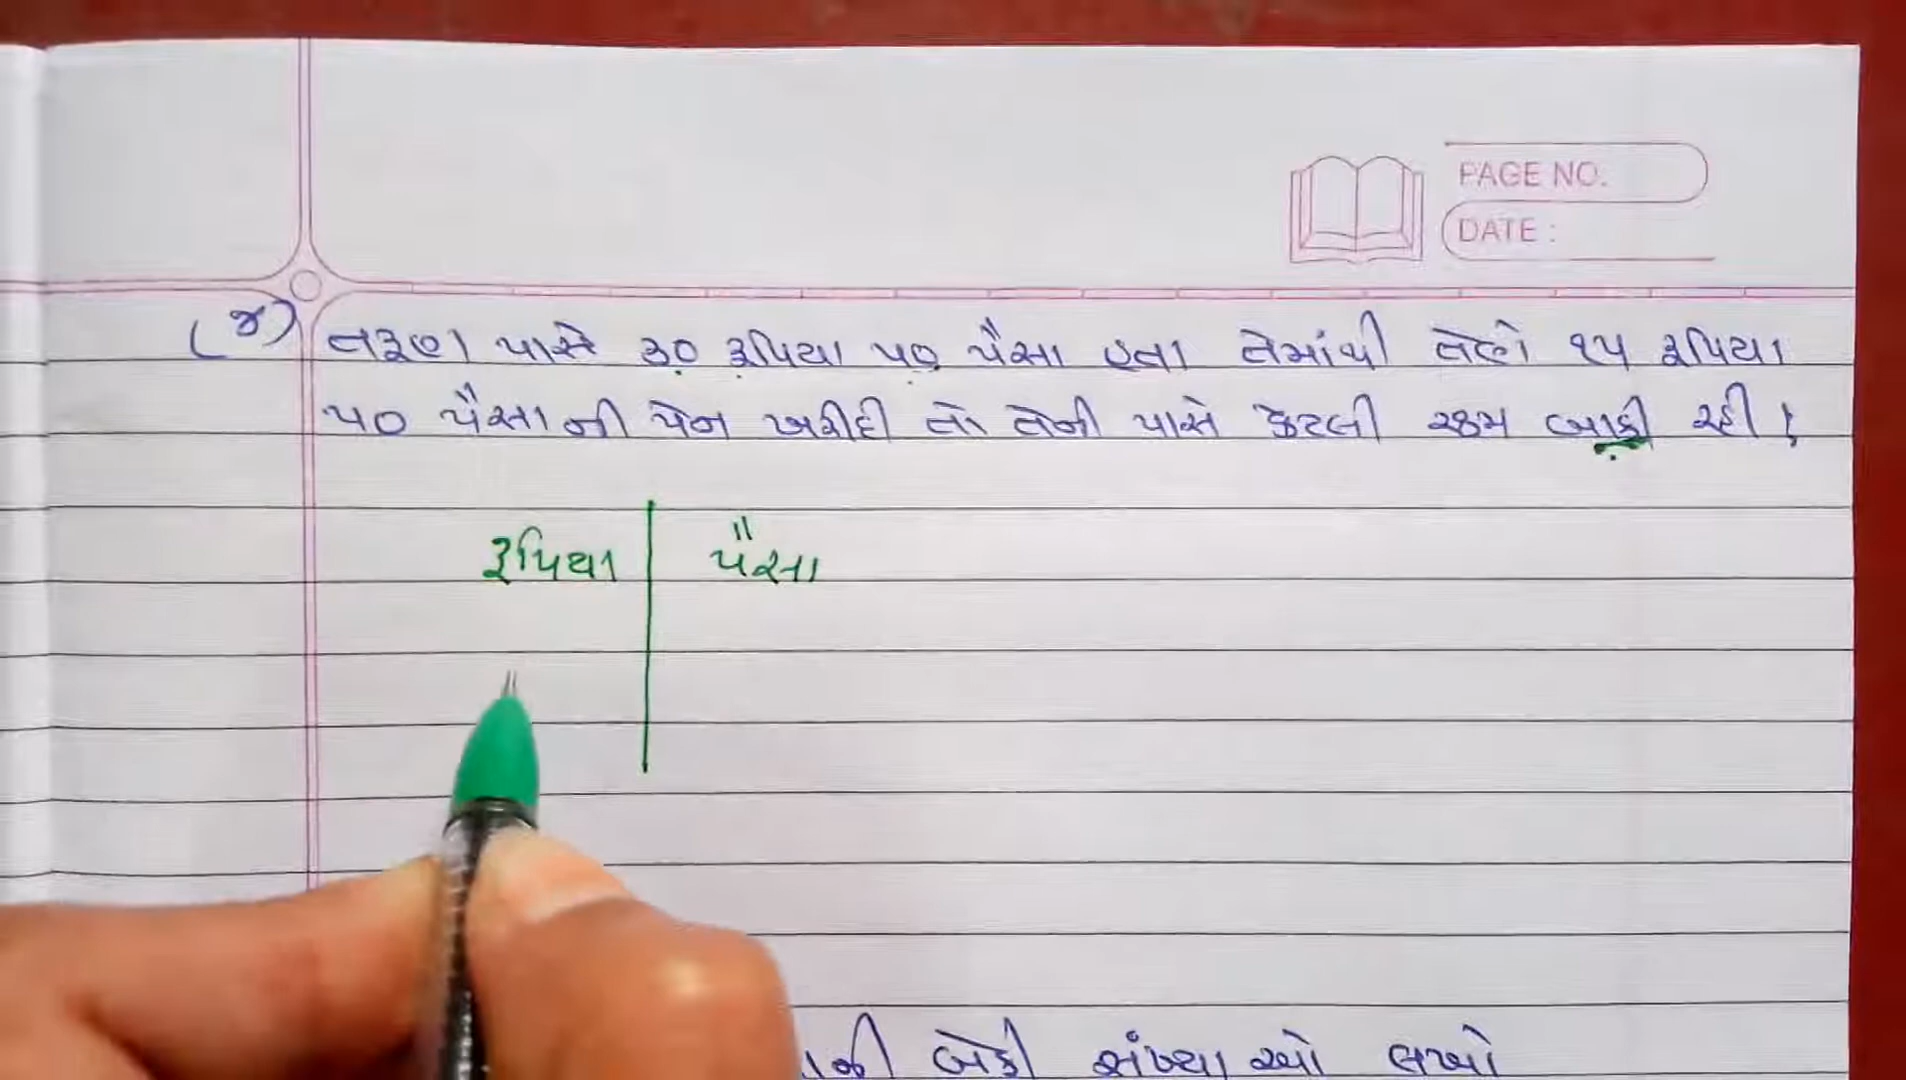 PAGE NO.
DATE :
(૪) તરૂણ પાસે ૩૦ રૂપિયા ૫૦ પૈસા હતા તેમાંથી તેણે ૧૫ રૂપિયા
૫૦ પૈસાની પેન ખરીદી તો તેની પાસે કેટલી રકમ બાકી રહી ?
રૂપિયા પૈસા
બેકી સંખ્યાઓ લખો